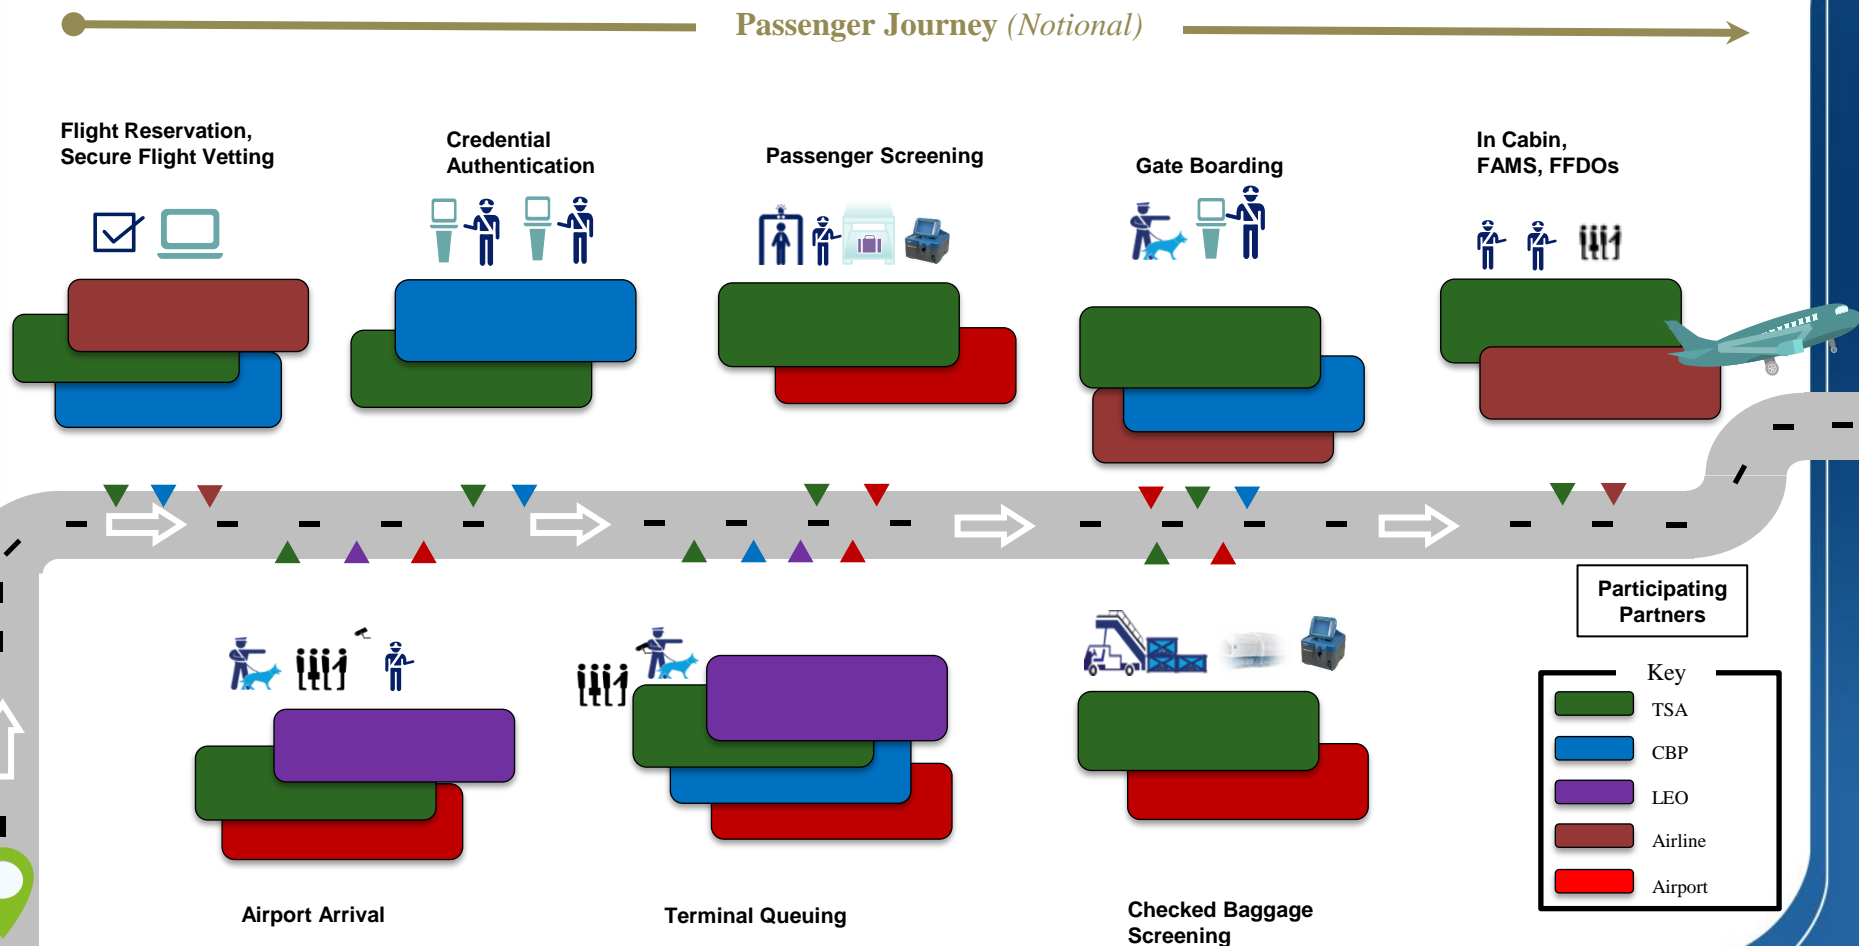 Passenger Journey (Notional)
Flight Reservation,
Secure Flight Vetting
Credential
Authentication
Passenger Screening
Gate Boarding
In Cabin,
FAMS, FFDOs
Airport Arrival
Terminal Queuing
Checked Baggage
Screening
Participating
Partners
Key
TSA
CBP
LEO
Airline
Airport